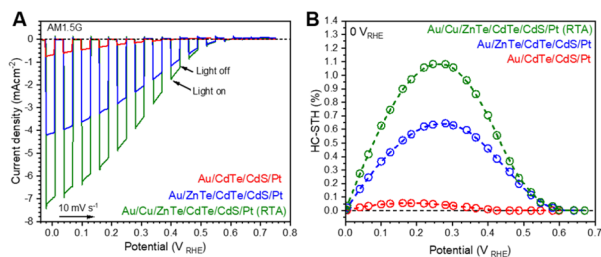 A
AM1.5G
Light off
Light on
Au/CdTe/CdS/Pt
Au/ZnTe/CdTe/CdS/Pt
Au/Cu/ZnTe/CdTe/CdS/Pt (RTA)
10 mV s-1
Current density (mAcm-2)
0
-1
-2
-3
-4
-5
-6
-7
0.0 0.1 0.2 0.3 0.4 0.5 0.6 0.7 0.8
Potential (V RHE)
B
0 VRHE
Au/Cu/ZnTe/CdTe/CdS/Pt (RTA)
Au/ZnTe/CdTe/CdS/Pt
Au/CdTe/CdS/Pt
HC-STH (%)
1.4
1.3
1.2
1.1
1.0
0.9
0.8
0.7
0.6
0.5
0.4
0.3
0.2
0.1
0.0
0.0 0.1 0.2 0.3 0.4 0.5 0.6 0.7
Potential (V RHE)